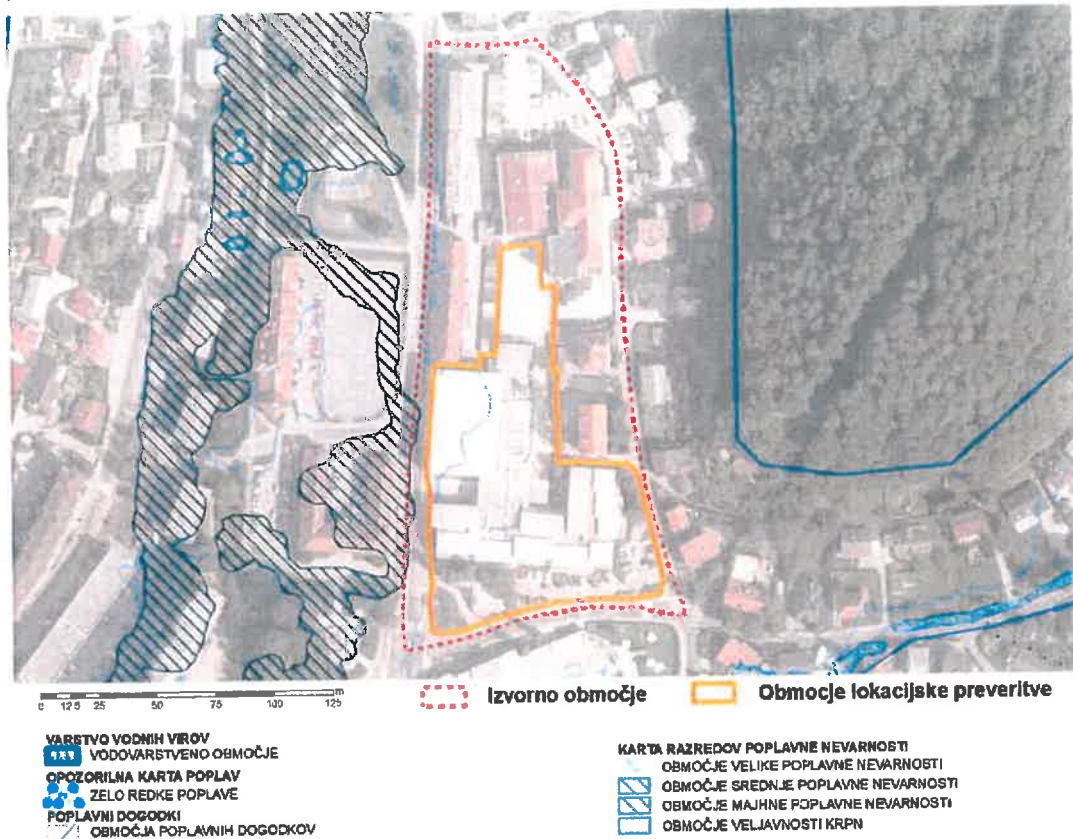 0 12.5 25 50 75 100 125 m
Izvorno območje
Obmocje lokacijske preveritve
VARSTVO VODNIH VIROV
VODOVARSTVENO OBMOČJE
OPOZORILNA KARTA POPLAV
ZELO REDKE POPLAVE
POPLAVNI DOGODKI
OBMOČJA POPLAVNIH DOGODKOV
KARTA RAZREDOV POPLAVNE NEVARNOSTI
OBMOČJE VELIKE POPLAVNE NEVARNOSTI
OBMOČJE SREDNJE POPLAVNE NEVARNOSTI
OBMOČJE MAJHNE POPLAVNE NEVARNOSTI
OBMOČJE VELJAVNOSTI KRPN